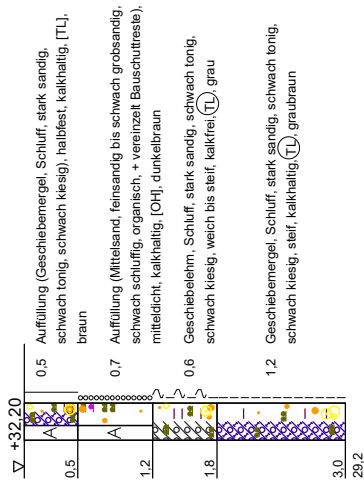 ▽ +32,20
A
A
0,5
1,2
1,8
3,0
29,2
0,5
Auffüllung (Geschiebemergel, Schluff, stark sandig,
schwach tonig, schwach kiesig), halbfest, kalkhaltig, [TL],
braun
0,7
Auffüllung (Mittelsand, feinsandig bis schwach grobsandig,
schwach schluffig, organisch, + vereinzelt Bauschuttreste),
mitteldicht, kalkhaltig, [OH], dunkelbraun
0,6
Geschiebelehm, Schluff, stark sandig, schwach tonig,
schwach kiesig, weich bis steif, kalkfrei, TL, grau
1,2
Geschiebemergel, Schluff, stark sandig, schwach tonig,
schwach kiesig, steif, kalkhaltig, TL, graubraun